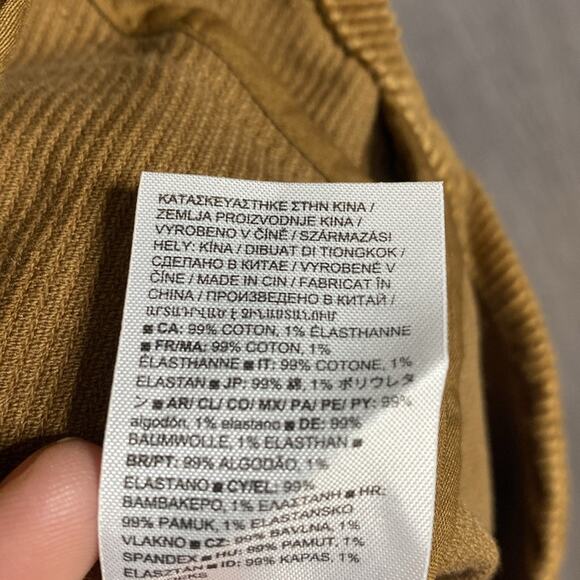 ΚΑΤΑΣΚΕΥΑΣΤΗΚΕ ΣΤΗΝ ΚΙΝΑ /
ZEMLJA PROIZVODNJE KINA /
VYROBENO V ČÍNĚ / SZÁRMAZÁSI
HELY: KÍNA / DIBUAT DI TIONGKOK /
СДЕЛАНО В КИТАЕ / VYROBENÉ V
ČÍNE / MADE IN CIN / FABRICAT ÎN
CHINA / ПРОИЗВЕДЕНО В КИТАЙ /
ԱՐՏԱԴՐՎԱԾ Է ՉԻՆԱՍՏԱՆՈՒՄ
■ CA: 99% COTON, 1% ÉLASTHANNE
■ FR/MA: 99% COTON, 1%
ÉLASTHANNE ■ IT: 99% COTONE, 1%
ELASTAN ■ JP: 99% 綿, 1% ポリウレタ
ン ■ AR/ CL/ CO/ MX/ PA/ PE/ PY: 99%
algodón, 1% elastano ■ DE: 99%
BAUMWOLLE, 1% ELASTHAN ■
BR/PT: 99% ALGODÃO, 1%
ELASTANO ■ CY/EL: 99%
ΒΑΜΒΑΚΕΡΟ, 1% ΕΛΑΣΤΑΝΗ ■ HR:
99% PAMUK, 1% ELASTANSKO
VLAKNO ■ CZ: 99% BAVLNA, 1%
SPANDEX ■ HU: 99% PAMUT, 1%
ELASZTÁN ■ ID: 99% KAPAS, 1%